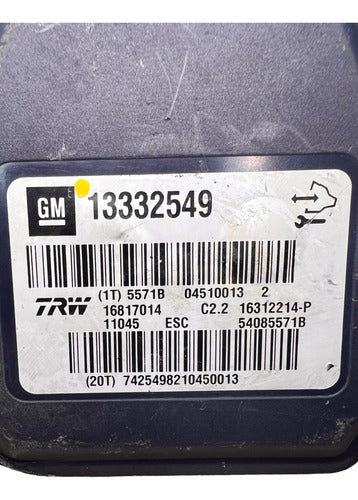 GM 13332549
(1T) 5571B 04510013 2
TRW 16817014 C2.2 16312214-P
11045 ESC 54085571B
(20T) 7425498210450013